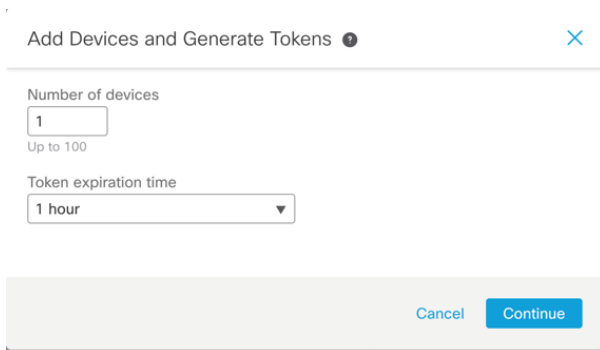 Add Devices and Generate Tokens ?
Number of devices
1
Up to 100
Token expiration time
1 hour
Cancel Continue